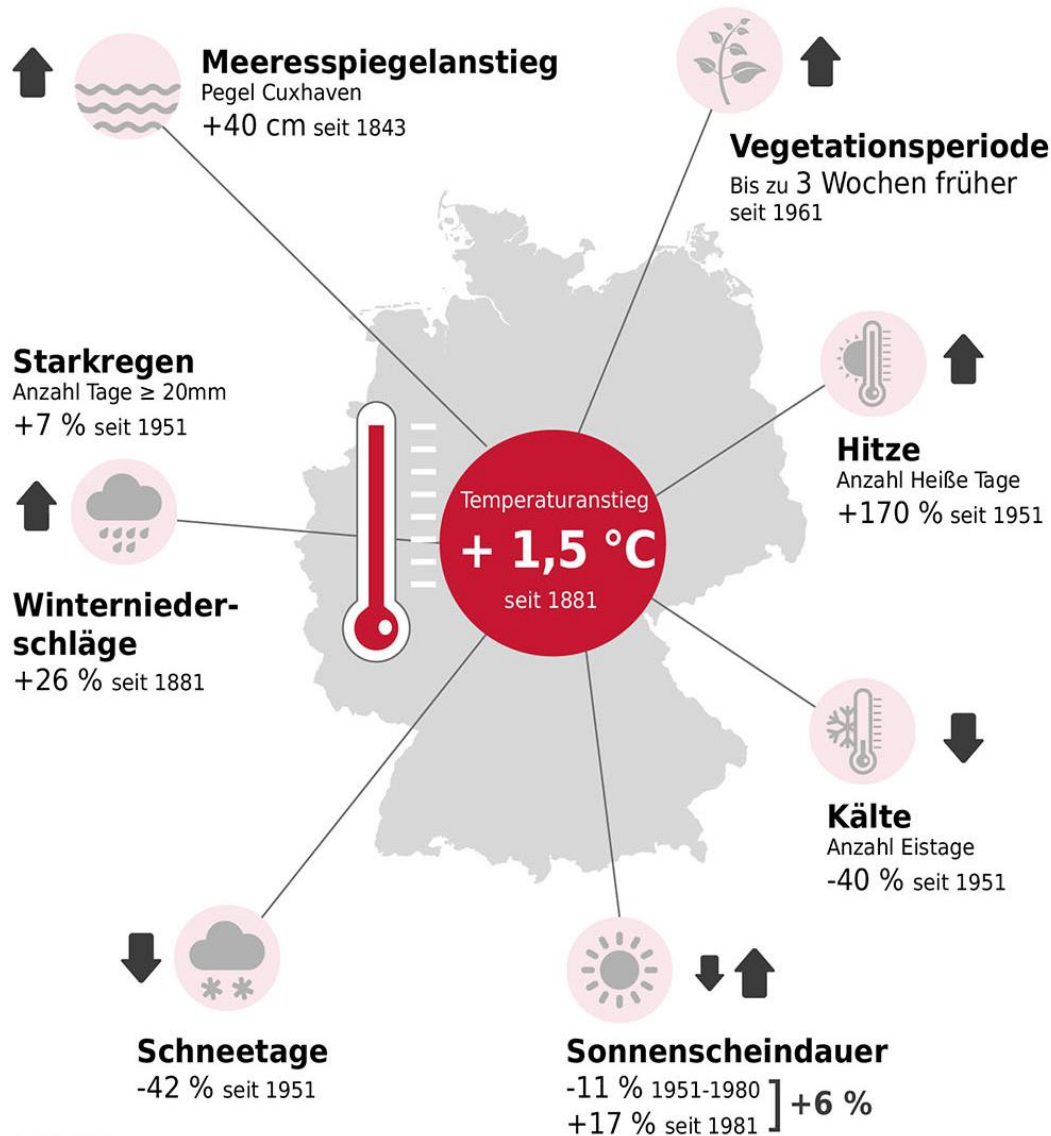 Meeresspiegelanstieg
Pegel Cuxhaven
+40 cm seit 1843
Vegetationsperiode
Bis zu 3 Wochen früher
seit 1961
Starkregen
Anzahl Tage ≥ 20mm
+7 % seit 1951
Hitze
Anzahl Heiße Tage
+170 % seit 1951
Temperaturanstieg
+ 1,5 °C
seit 1881
Winternieder-
schläge
+26 % seit 1881
Kälte
Anzahl Eistage
-40 % seit 1951
Schneetage
-42 % seit 1951
Sonnenscheindauer
-11 % 1951-1980
+17 % seit 1981
+6 %